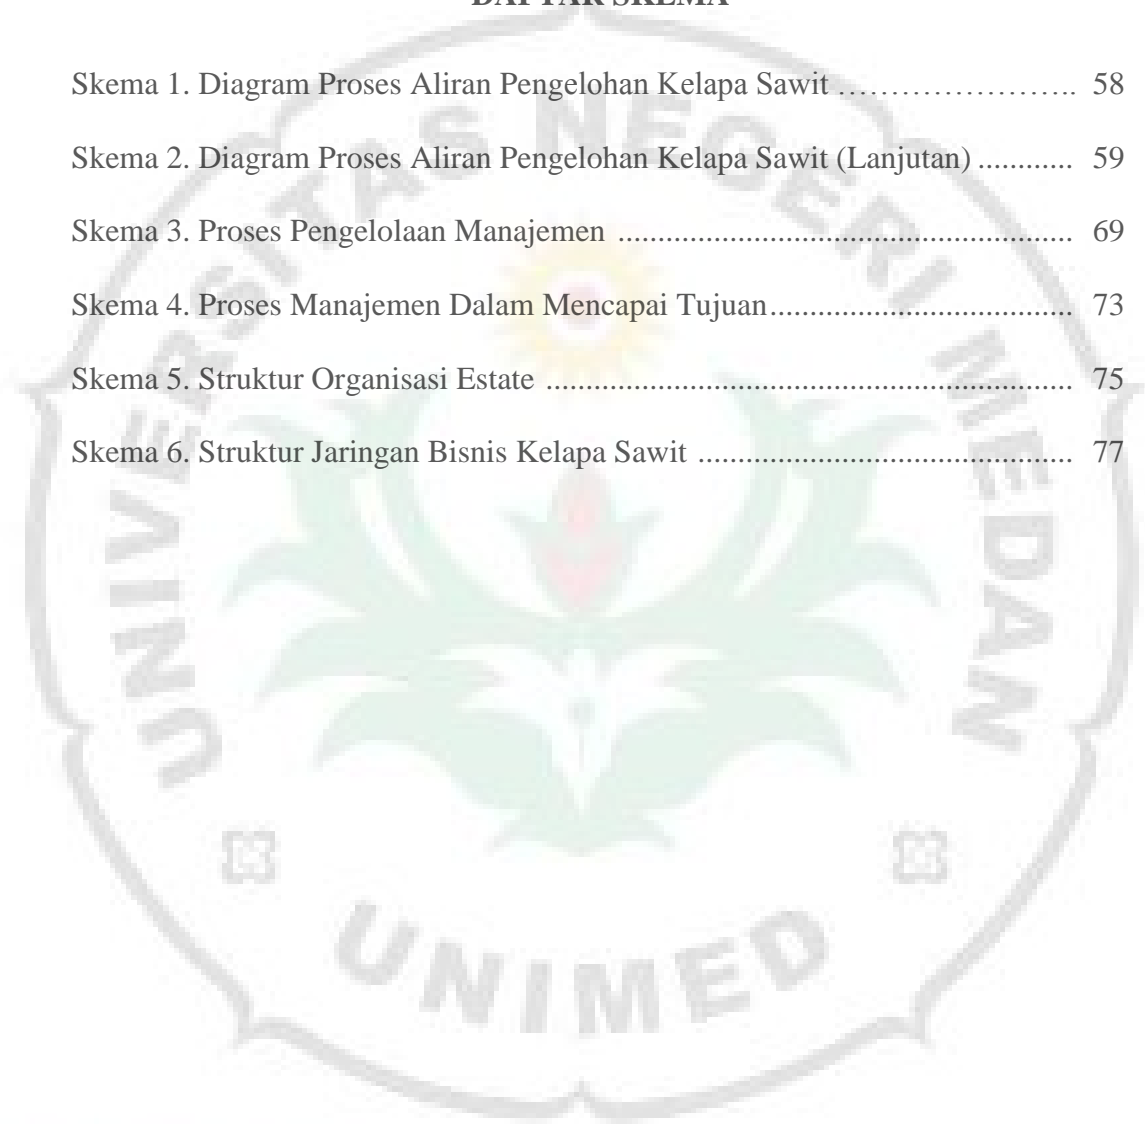 DAFTAR SKEMA
Skema 1. Diagram Proses Aliran Pengelohan Kelapa Sawit ………………….. 58
Skema 2. Diagram Proses Aliran Pengelohan Kelapa Sawit (Lanjutan) ............ 59
Skema 3. Proses Pengelolaan Manajemen .......................................................... 69
Skema 4. Proses Manajemen Dalam Mencapai Tujuan....................................... 73
Skema 5. Struktur Organisasi Estate ................................................................... 75
Skema 6. Struktur Jaringan Bisnis Kelapa Sawit ................................................ 77
UNIVERSITAS NEGERI MEDAN
UNIMED